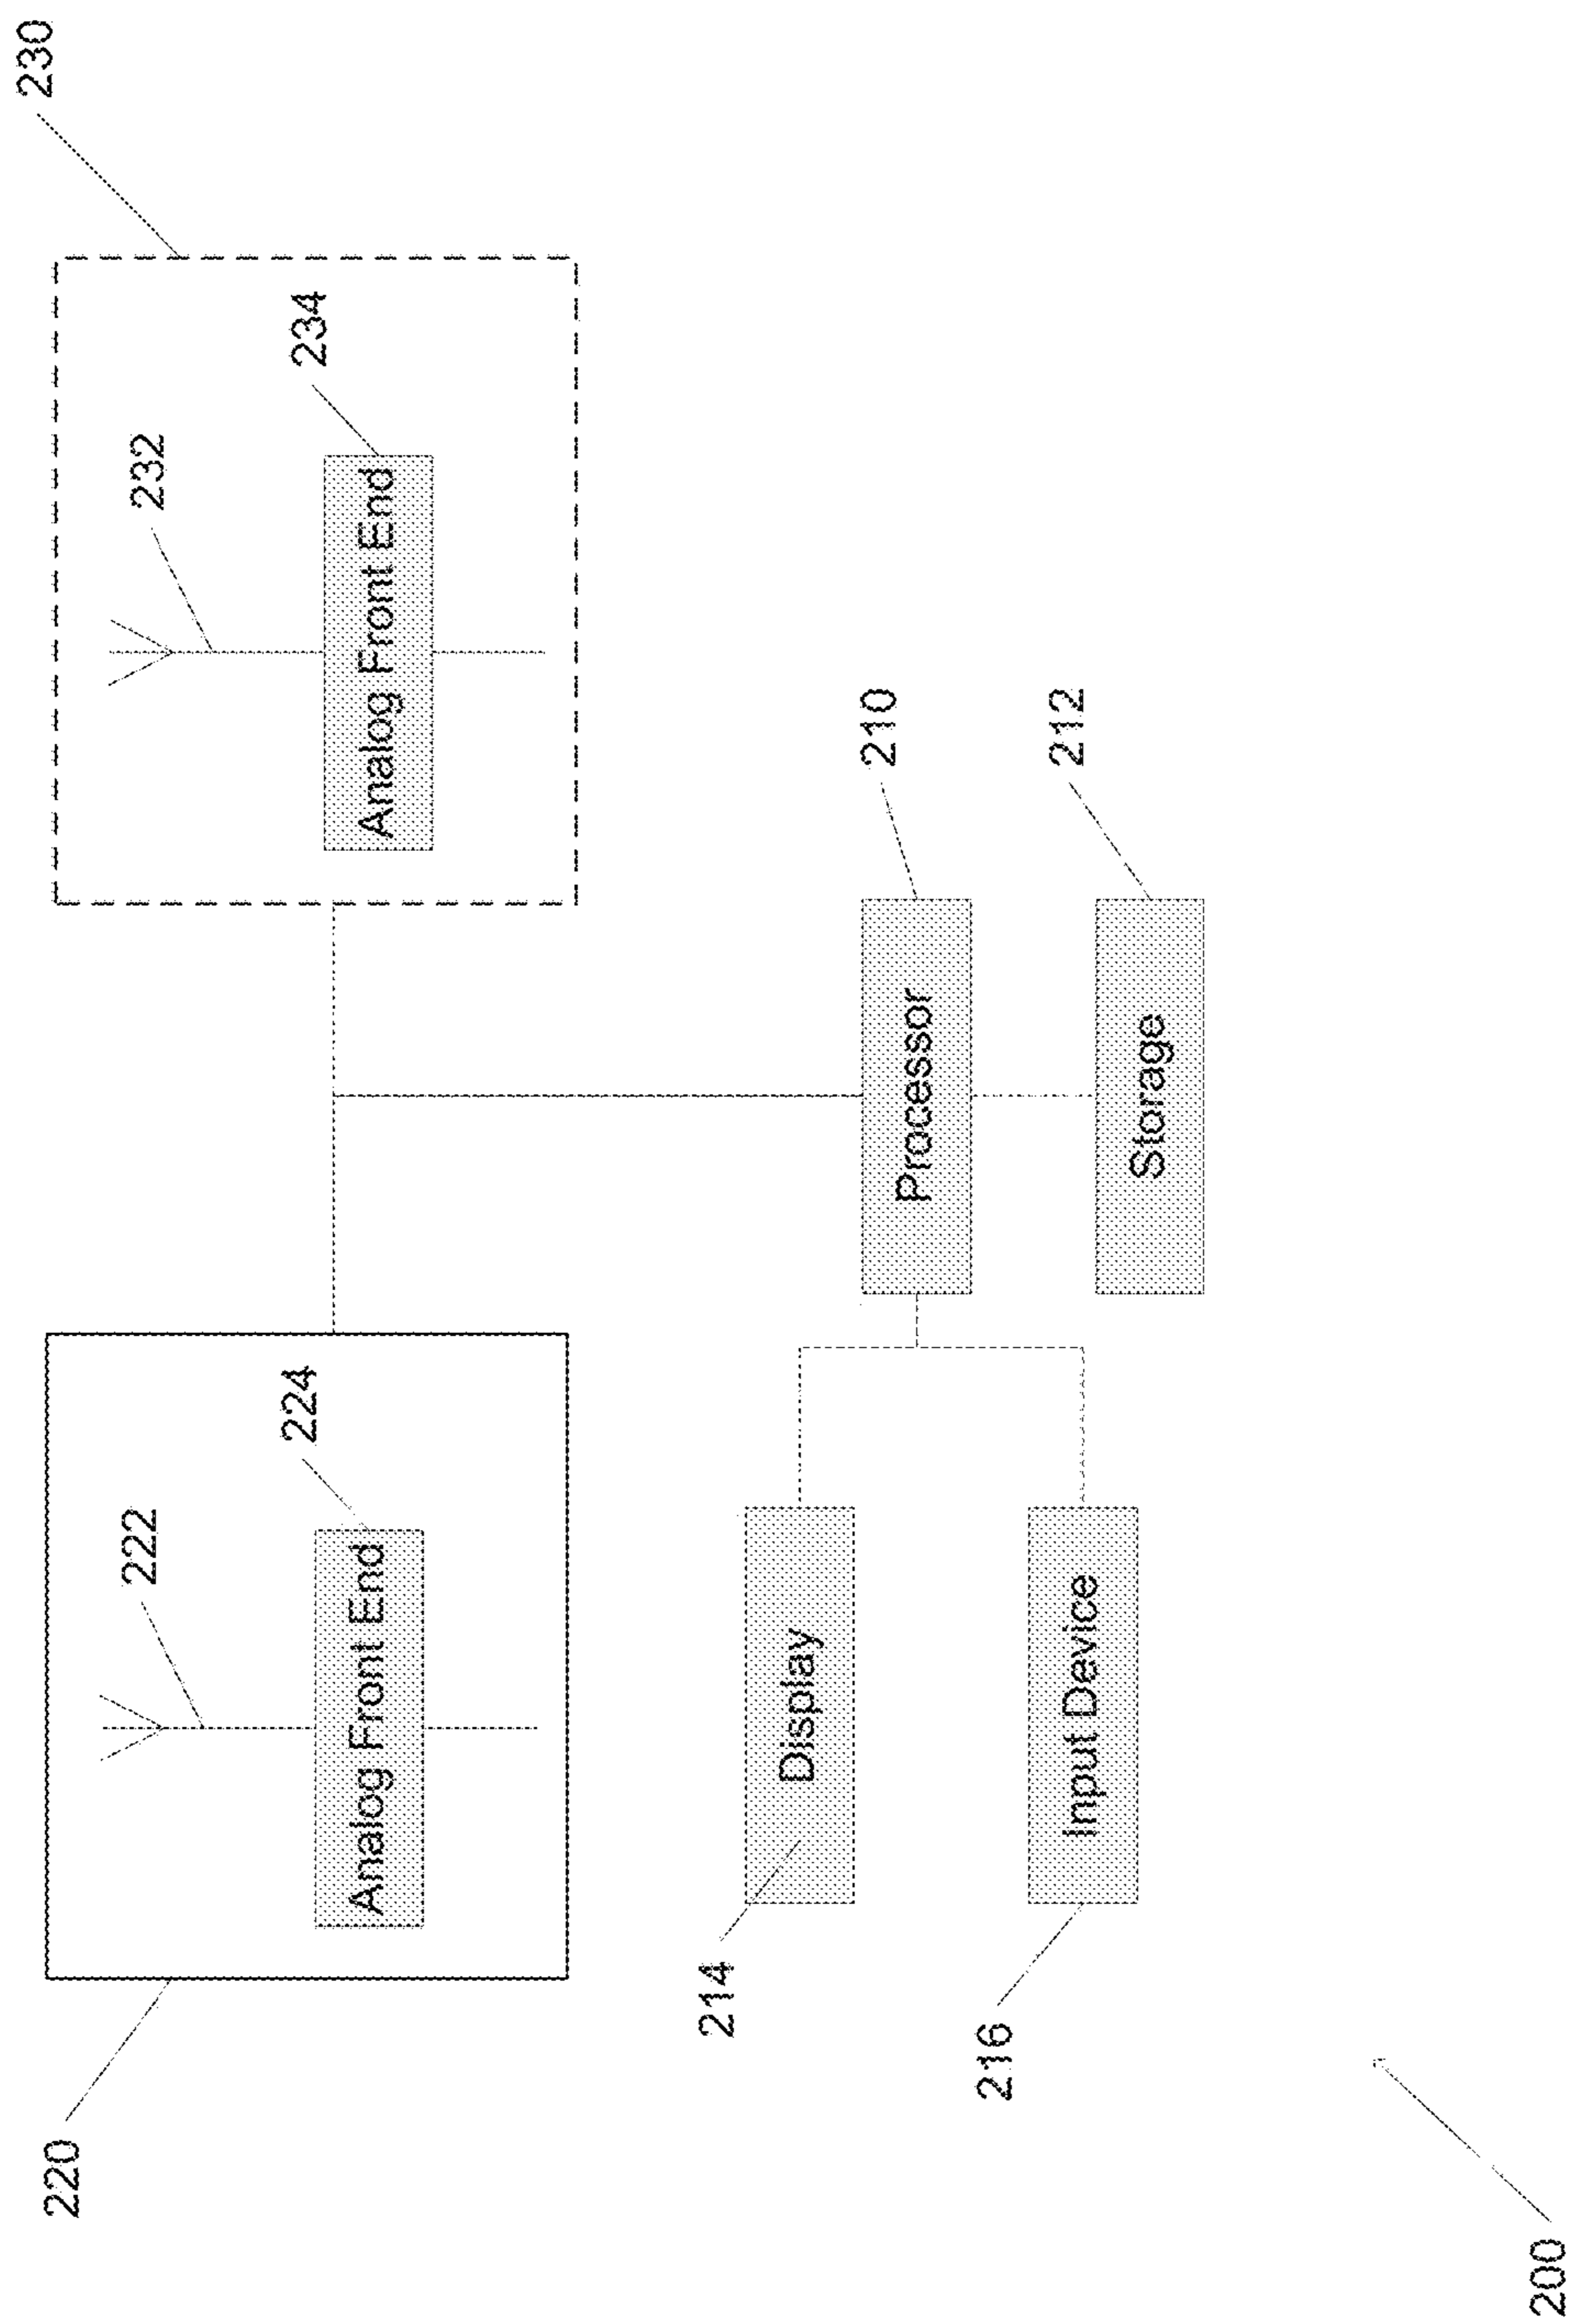 230
232
234
Analog Front End
220
222
224
Analog Front End
210
Processor
212
Storage
214
Display
216
Input Device
200